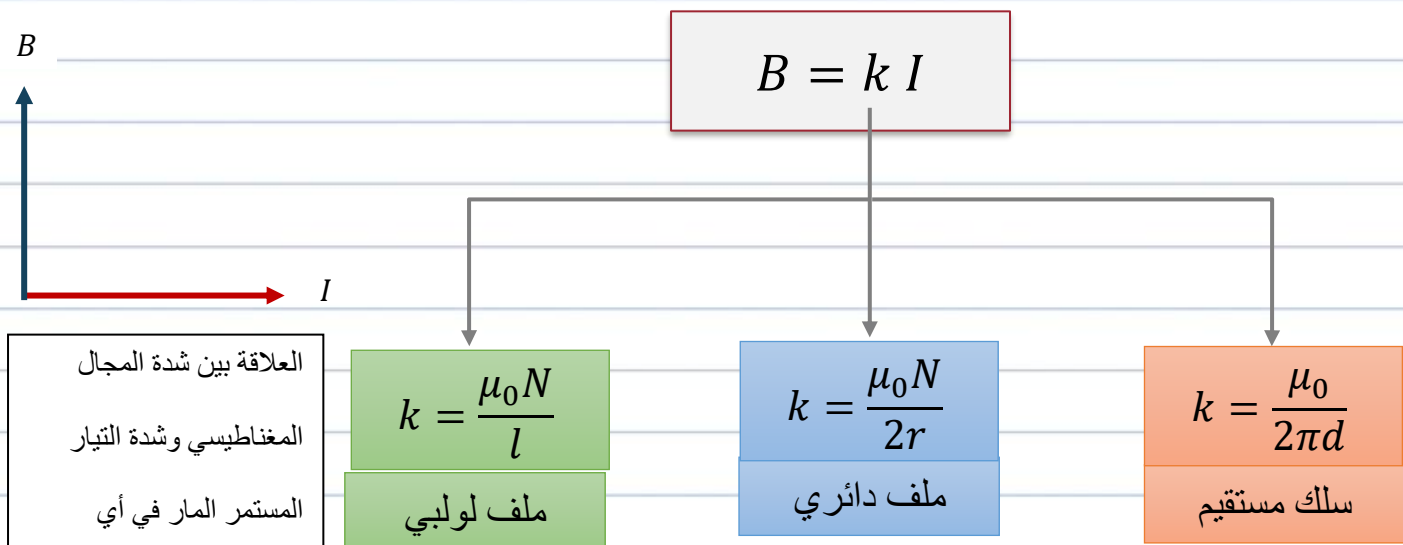 B
B = k I
I
العلاقة بين شدة المجال
المغناطيسي وشدة التيار
المستمر المار في أي
k = μ₀N / l
ملف لولبي
k = μ₀N / 2r
ملف دائري
k = μ₀ / 2πd
سلك مستقيم